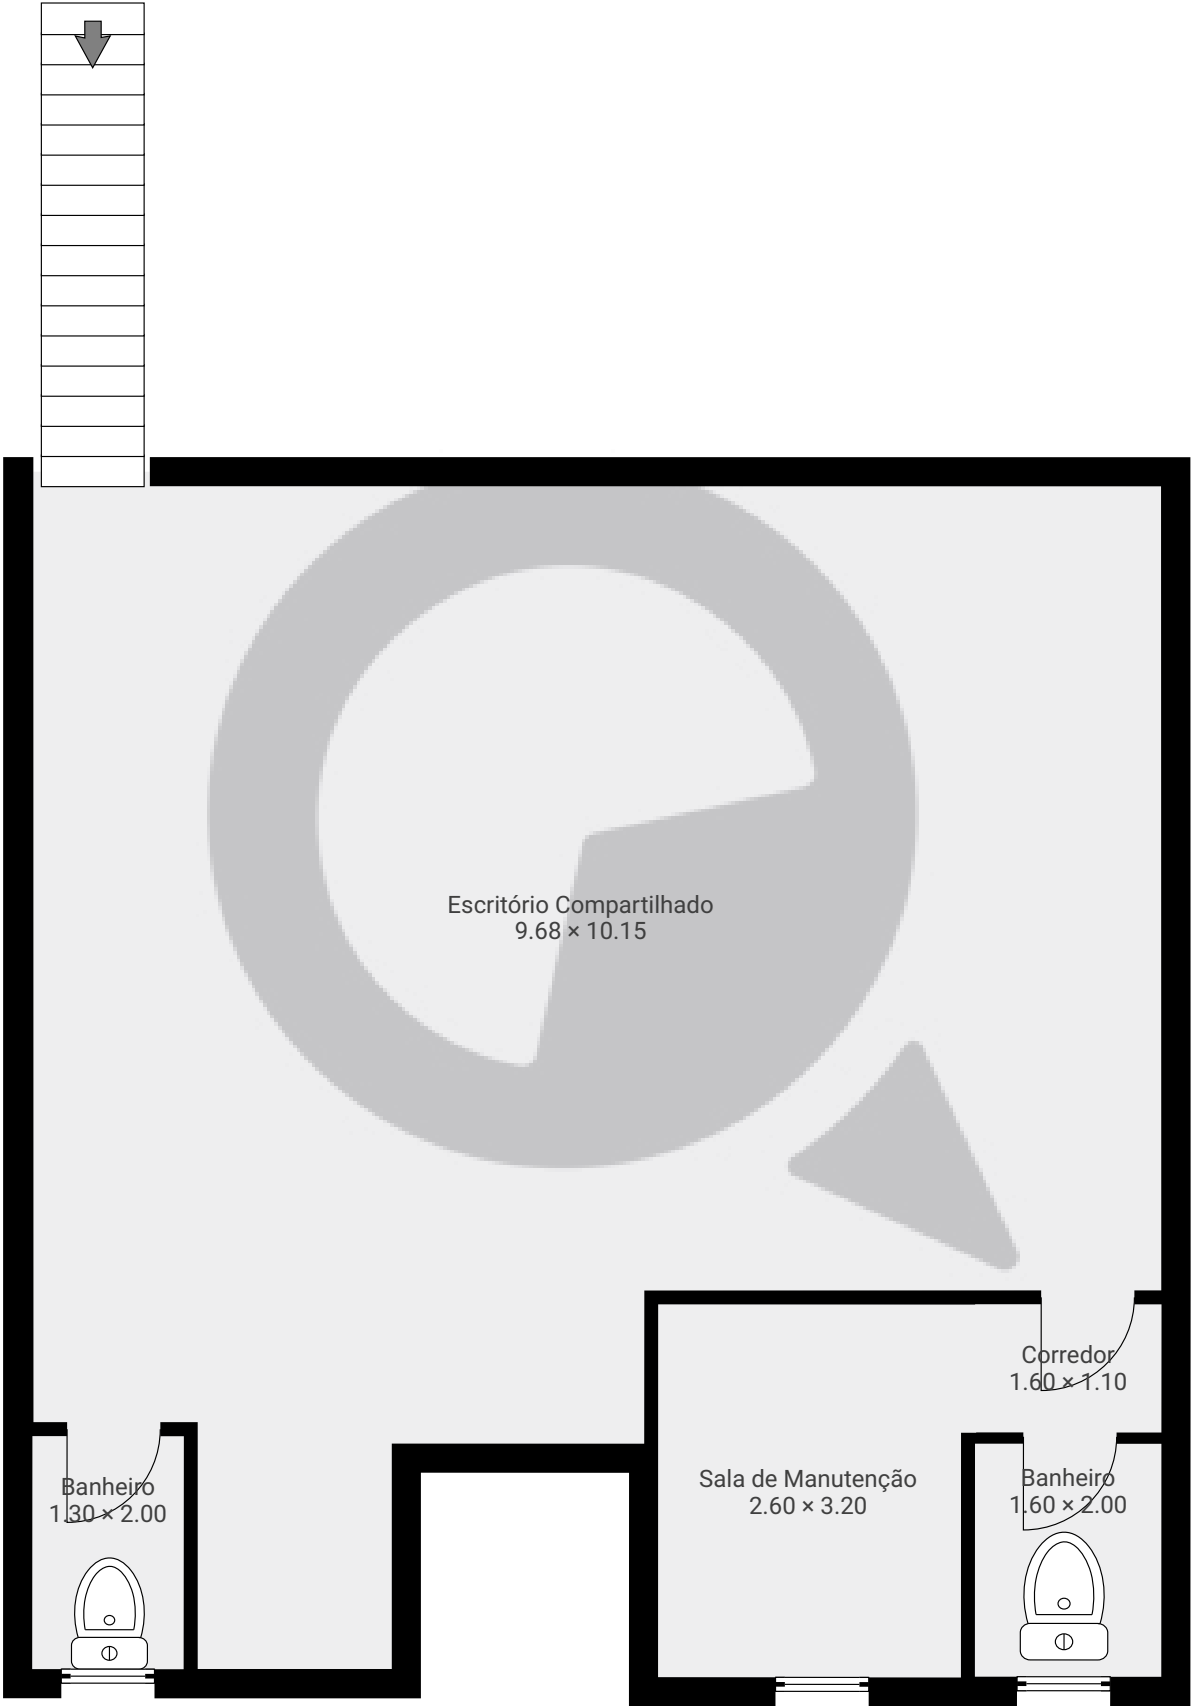 Escritório Compartilhado
9.68 × 10.15
Corredor
1.60 × 1.10
Banheiro
1.30 × 2.00
Sala de Manutenção
2.60 × 3.20
Banheiro
1.60 × 2.00